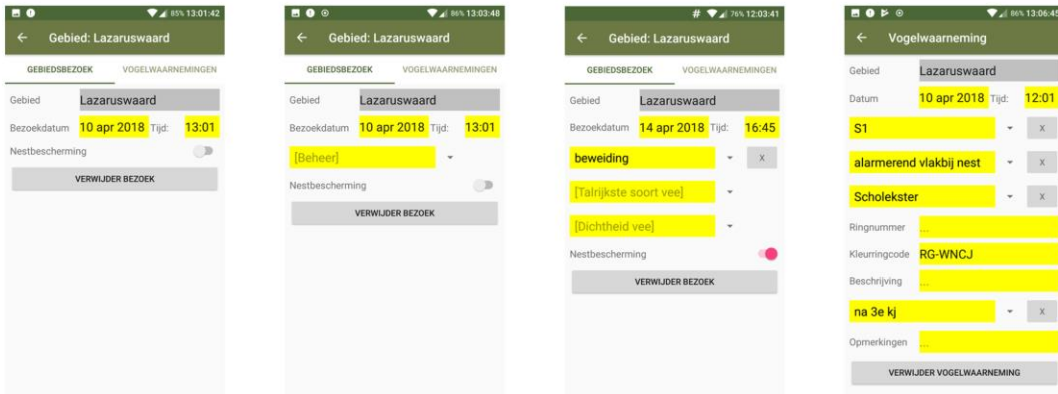 85% 13:01:42
Gebied: Lazaruswaard
GEBIEDSBEZOEK VOGELWAARNEMINGEN
Gebied Lazaruswaard
Bezoekdatum 10 apr 2018 Tijd: 13:01
Nestbescherming
VERWIJDER BEZOEK
86% 13:03:48
Gebied: Lazaruswaard
GEBIEDSBEZOEK VOGELWAARNEMINGEN
Gebied Lazaruswaard
Bezoekdatum 10 apr 2018 Tijd: 13:01
[Beheer]
Nestbescherming
VERWIJDER BEZOEK
# 76% 12:03:41
Gebied: Lazaruswaard
GEBIEDSBEZOEK VOGELWAARNEMINGEN
Gebied Lazaruswaard
Bezoekdatum 14 apr 2018 Tijd: 16:45
beweiding X
[Talrijkste soort vee]
[Dichtheid vee]
Nestbescherming
VERWIJDER BEZOEK
86% 13:06:45
Vogelwaarneming
Gebied Lazaruswaard
Datum 10 apr 2018 Tijd: 12:01
S1 X
alarmerend vlakbij nest X
Scholekster X
Ringnummer ...
Kleurringcode RG-WNCJ
Beschrijving ...
na 3e kj X
Opmerkingen ...
VERWIJDER VOGELWAARNEMING